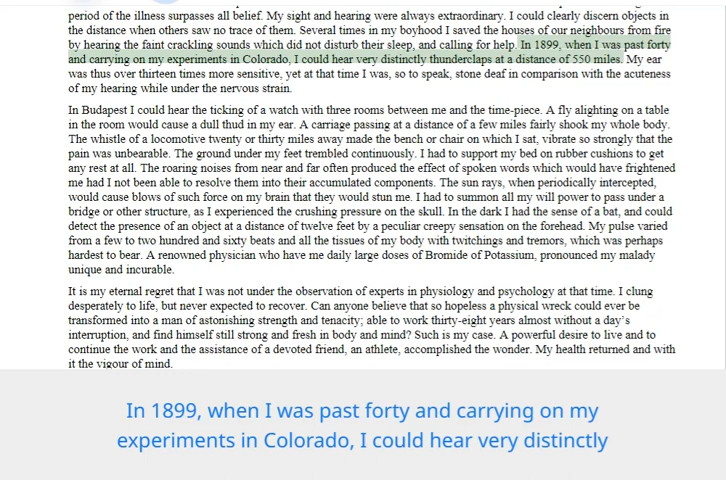 period of the illness surpasses all belief. My sight and hearing were always extraordinary. I could clearly discern objects in
the distance when others saw no trace of them. Several times in my boyhood I saved the houses of our neighbours from fire
by hearing the faint crackling sounds which did not disturb their sleep, and calling for help. In 1899, when I was past forty
and carrying on my experiments in Colorado, I could hear very distinctly thunderclaps at a distance of 550 miles. My ear
was thus over thirteen times more sensitive, yet at that time I was, so to speak, stone deaf in comparison with the acuteness
of my hearing while under the nervous strain.
In Budapest I could hear the ticking of a watch with three rooms between me and the time-piece. A fly alighting on a table
in the room would cause a dull thud in my ear. A carriage passing at a distance of a few miles fairly shook my whole body.
The whistle of a locomotive twenty or thirty miles away made the bench or chair on which I sat, vibrate so strongly that the
pain was unbearable. The ground under my feet trembled continuously. I had to support my bed on rubber cushions to get
any rest at all. The roaring noises from near and far often produced the effect of spoken words which would have frightened
me had I not been able to resolve them into their accumulated components. The sun rays, when periodically intercepted,
would cause blows of such force on my brain that they would stun me. I had to summon all my will power to pass under a
bridge or other structure, as I experienced the crushing pressure on the skull. In the dark I had the sense of a bat, and could
detect the presence of an object at a distance of twelve feet by a peculiar creepy sensation on the forehead. My pulse varied
from a few to two hundred and sixty beats and all the tissues of my body with twitchings and tremors, which was perhaps
hardest to bear. A renowned physician who have me daily large doses of Bromide of Potassium, pronounced my malady
unique and incurable.
It is my eternal regret that I was not under the observation of experts in physiology and psychology at that time. I clung
desperately to life, but never expected to recover. Can anyone believe that so hopeless a physical wreck could ever be
transformed into a man of astonishing strength and tenacity; able to work thirty-eight years almost without a day's
interruption, and find himself still strong and fresh in body and mind? Such is my case. A powerful desire to live and to
continue the work and the assistance of a devoted friend, an athlete, accomplished the wonder. My health returned and with
it the vigour of mind.
In 1899, when I was past forty and carrying on my
experiments in Colorado, I could hear very distinctly